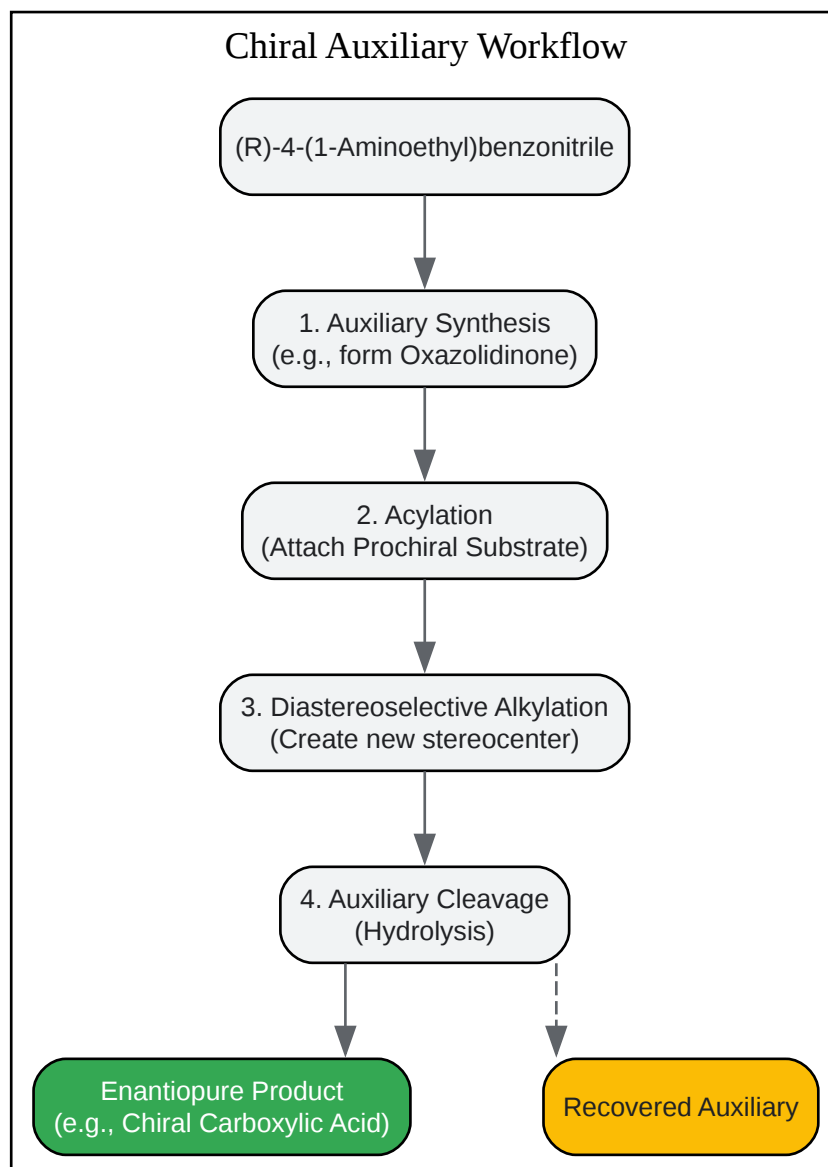 Chiral Auxiliary Workflow
(R)-4-(1-Aminoethyl)benzonitrile
1. Auxiliary Synthesis
(e.g., form Oxazolidinone)
2. Acylation
(Attach Prochiral Substrate)
3. Diastereoselective Alkylation
(Create new stereocenter)
4. Auxiliary Cleavage
(Hydrolysis)
Enantiopure Product
(e.g., Chiral Carboxylic Acid)
Recovered Auxiliary